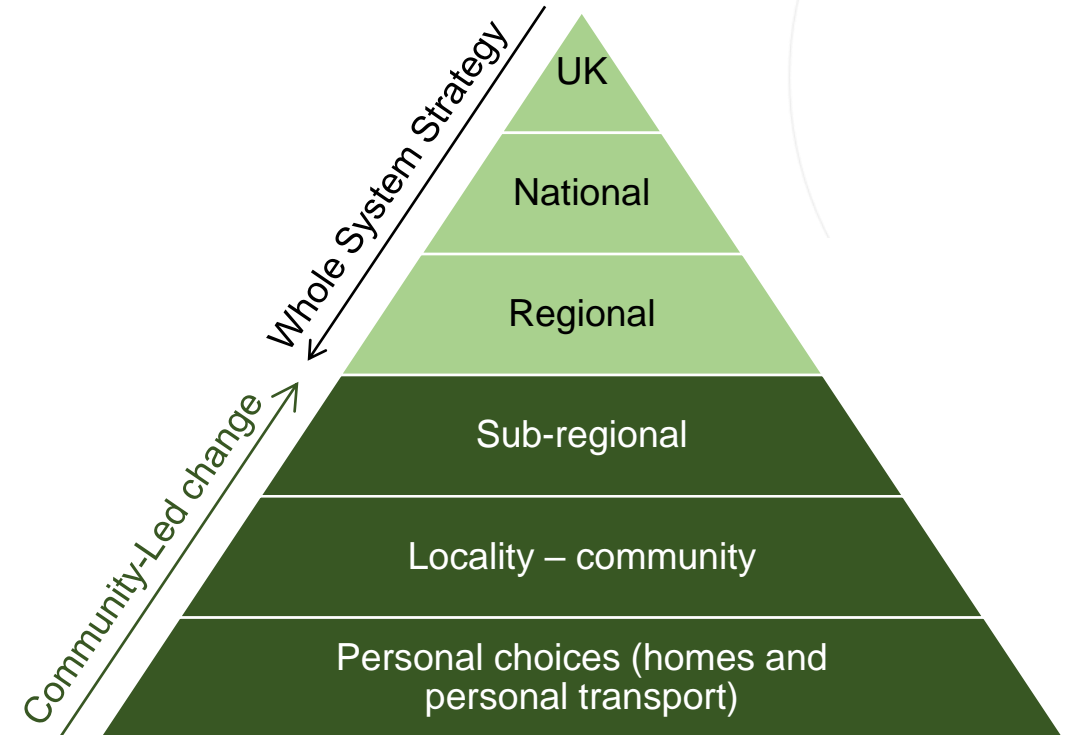 UK
Whole System Strategy
National
Regional
Community-Led change
Sub-regional
Locality – community
Personal choices (homes and
personal transport)